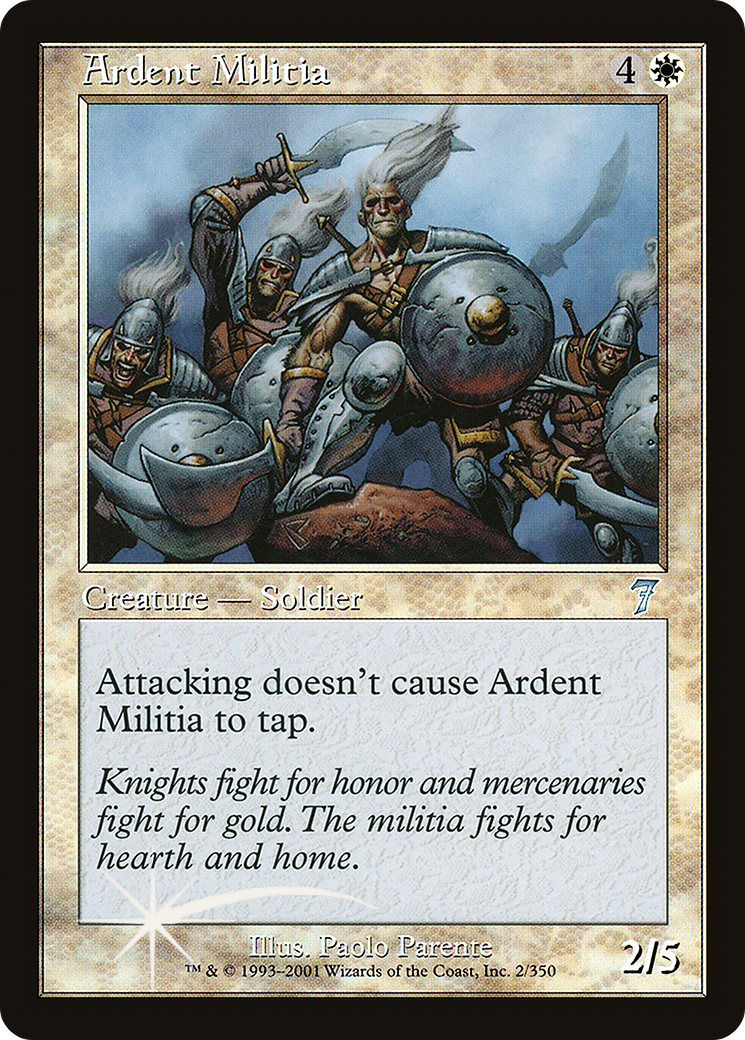 Ardent Militia 4
Creature — Soldier 7
Attacking doesn't cause Ardent
Militia to tap.
Knights fight for honor and mercenaries
fight for gold. The militia fights for
hearth and home.
Illus. Paolo Parente
™ & © 1993–2001 Wizards of the Coast, Inc. 2/350
2/5